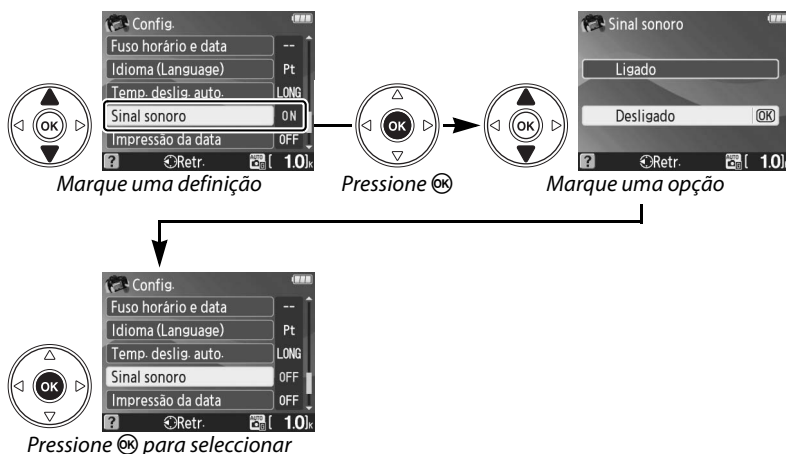 Config.
Fuso horário e data --
Idioma (Language) Pt
Temp. deslig. auto. LONG
Sinal sonoro ON
Impressão da data OFF
? Retr. AUTO [ 1.0]K
OK
Marque uma definição
OK
Pressione OK
Sinal sonoro
Ligado
Desligado OK
? Retr. AUTO [ 1.0]K
OK
Marque uma opção
Config.
Fuso horário e data --
Idioma (Language) Pt
Temp. deslig. auto. LONG
Sinal sonoro OFF
Impressão da data OFF
? Retr. AUTO [ 1.0]K
OK
Pressione OK para seleccionar